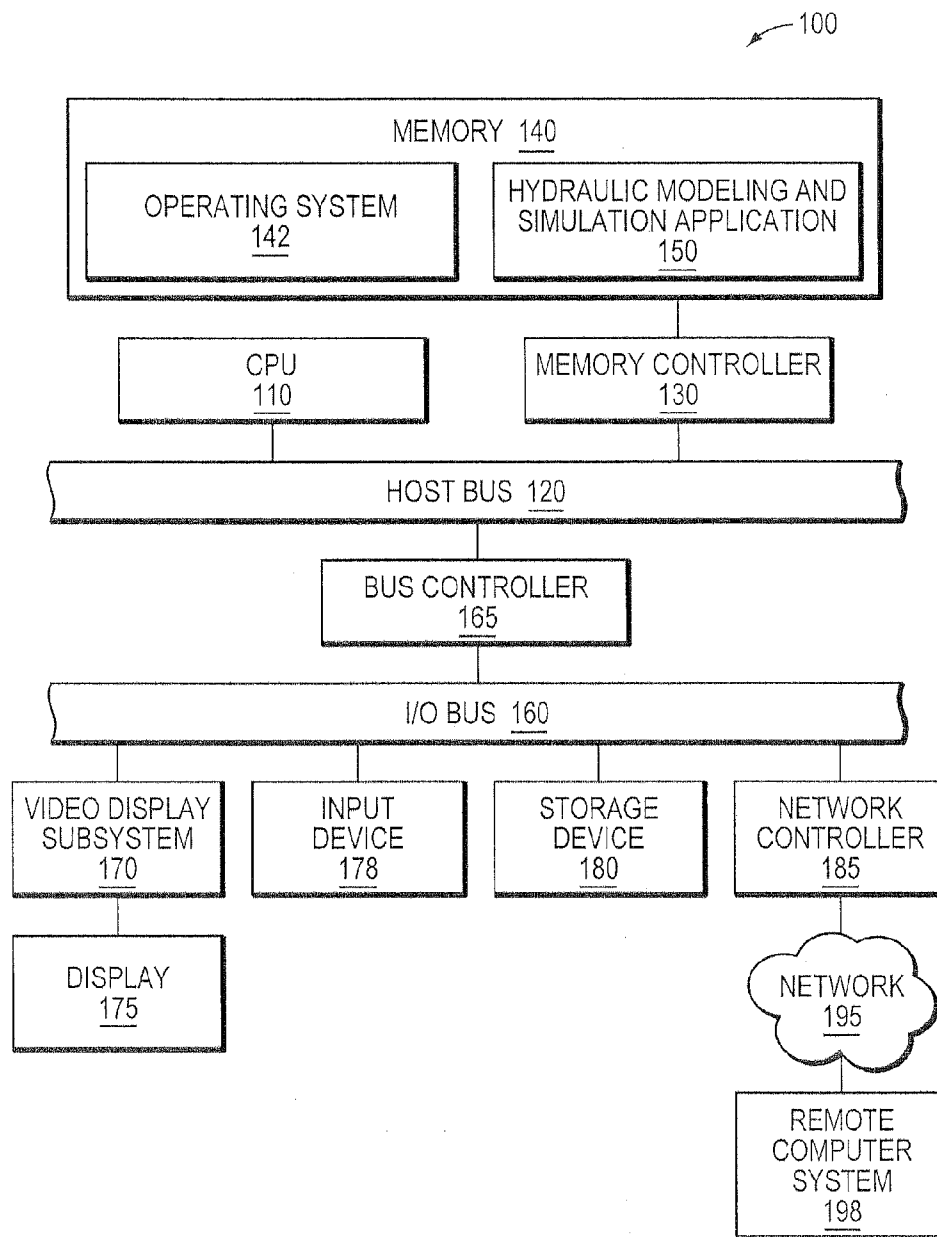 100
MEMORY 140
OPERATING SYSTEM
142
HYDRAULIC MODELING AND
SIMULATION APPLICATION
150
CPU
110
MEMORY CONTROLLER
130
HOST BUS 120
BUS CONTROLLER
165
I/O BUS 160
VIDEO DISPLAY
SUBSYSTEM
170
INPUT
DEVICE
178
STORAGE
DEVICE
180
NETWORK
CONTROLLER
185
DISPLAY
175
NETWORK
195
REMOTE
COMPUTER
SYSTEM
198